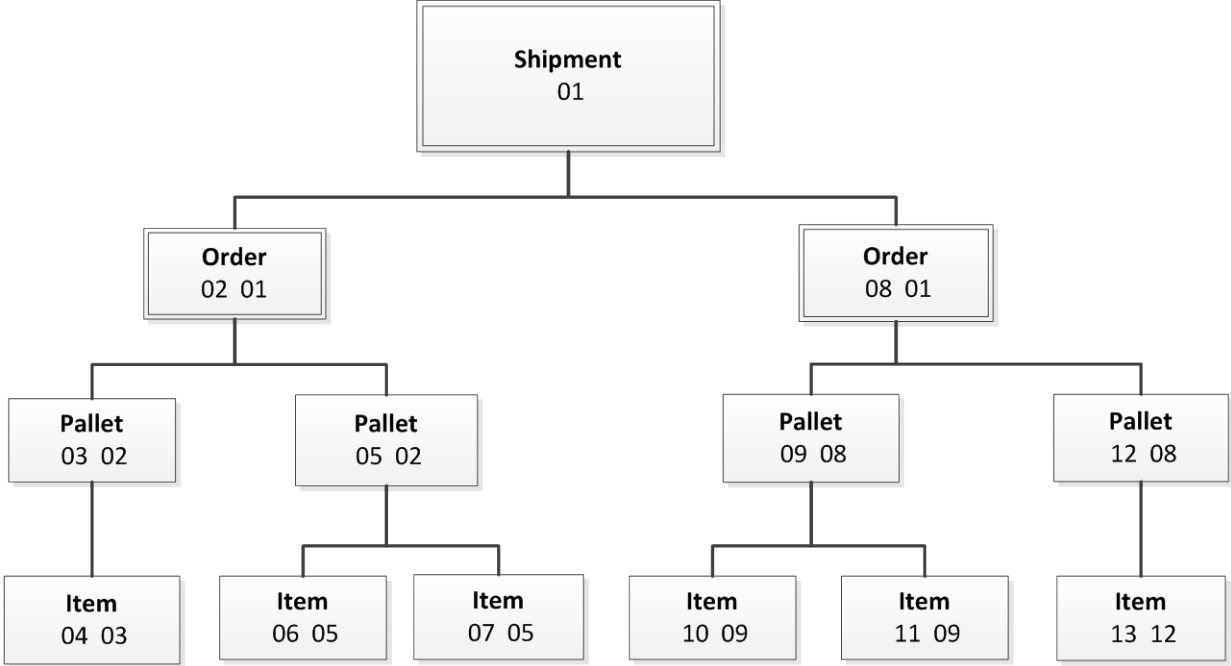 Shipment
01
Order
02 01
Order
08 01
Pallet
03 02
Pallet
05 02
Pallet
09 08
Pallet
12 08
Item
04 03
Item
06 05
Item
07 05
Item
10 09
Item
11 09
Item
13 12